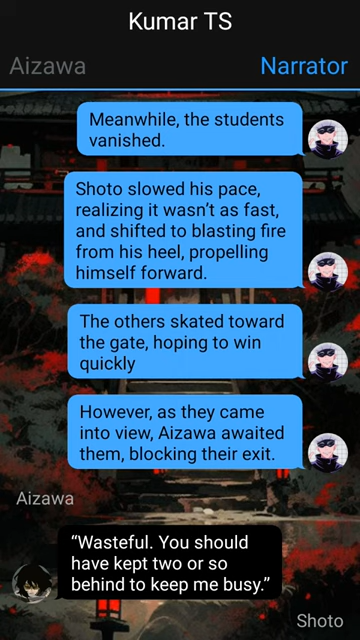 Kumar TS
Aizawa
Narrator
Meanwhile, the students
vanished.
Shoto slowed his pace,
realizing it wasn’t as fast,
and shifted to blasting fire
from his heel, propelling
himself forward.
The others skated toward
the gate, hoping to win
quickly
However, as they came
into view, Aizawa awaited
them, blocking their exit.
Aizawa
“Wasteful. You should
have kept two or so
behind to keep me busy.”
Shoto